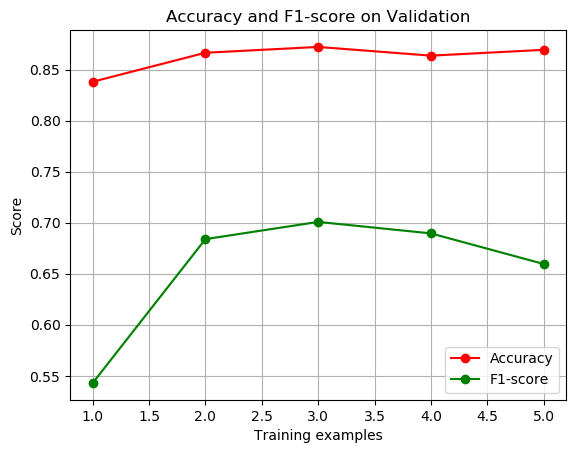 Accuracy and F1-score on Validation
Score
0.85
0.80
0.75
0.70
0.65
0.60
0.55
Accuracy
F1-score
1.0 1.5 2.0 2.5 3.0 3.5 4.0 4.5 5.0
Training examples